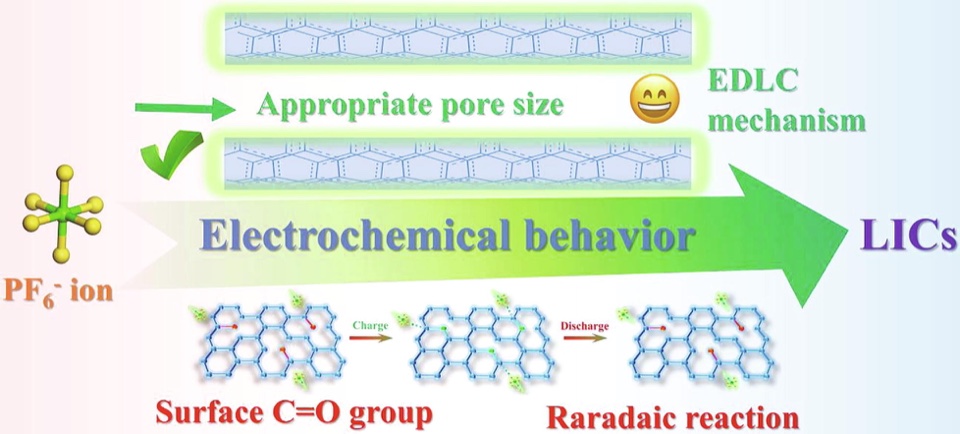 Appropriate pore size
EDLC
mechanism
Electrochemical behavior
LICs
PF₆⁻ ion
Charge
Discharge
Surface C=O group
Raradaic reaction